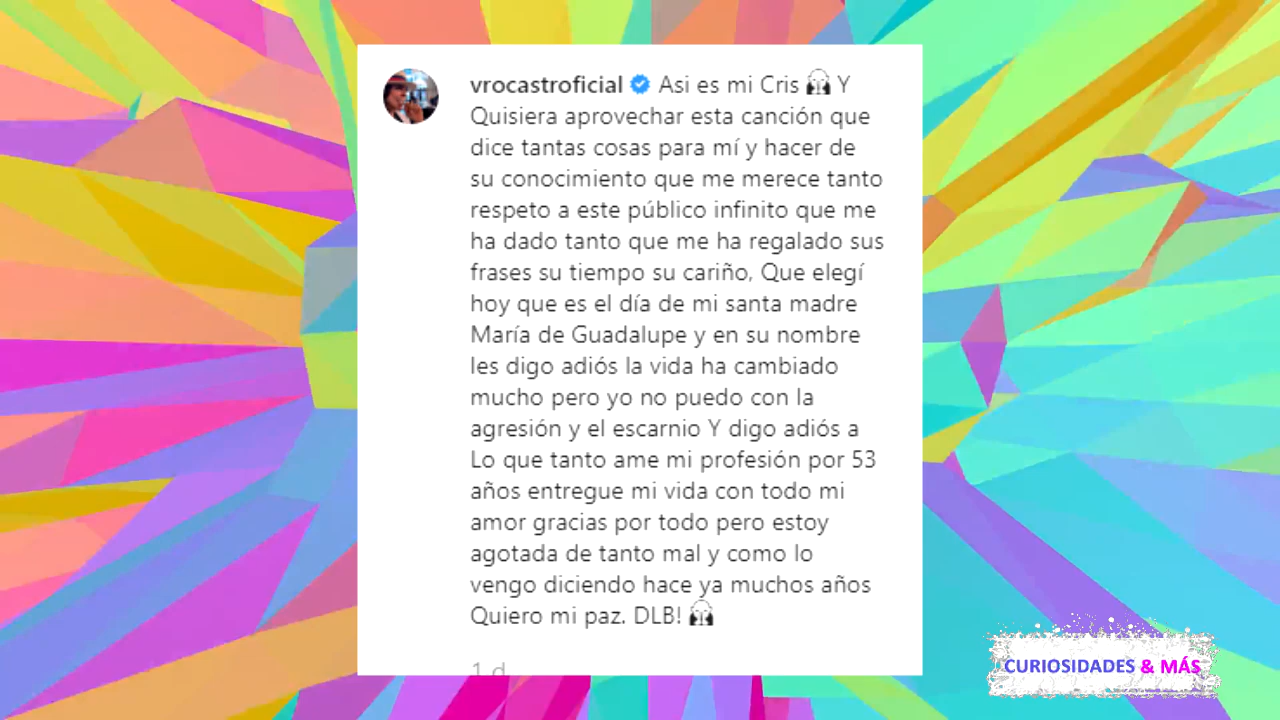 vrocastroficial Asi es mi Cris Y
Quisiera aprovechar esta canción que
dice tantas cosas para mí y hacer de
su conocimiento que me merece tanto
respeto a este público infinito que me
ha dado tanto que me ha regalado sus
frases su tiempo su cariño, Que elegí
hoy que es el día de mi santa madre
María de Guadalupe y en su nombre
les digo adiós la vida ha cambiado
mucho pero yo no puedo con la
agresión y el escarnio Y digo adiós a
Lo que tanto ame mi profesión por 53
años entregue mi vida con todo mi
amor gracias por todo pero estoy
agotada de tanto mal y como lo
vengo diciendo hace ya muchos años
Quiero mi paz. DLB!
1 d
CURIOSIDADES & MÁS